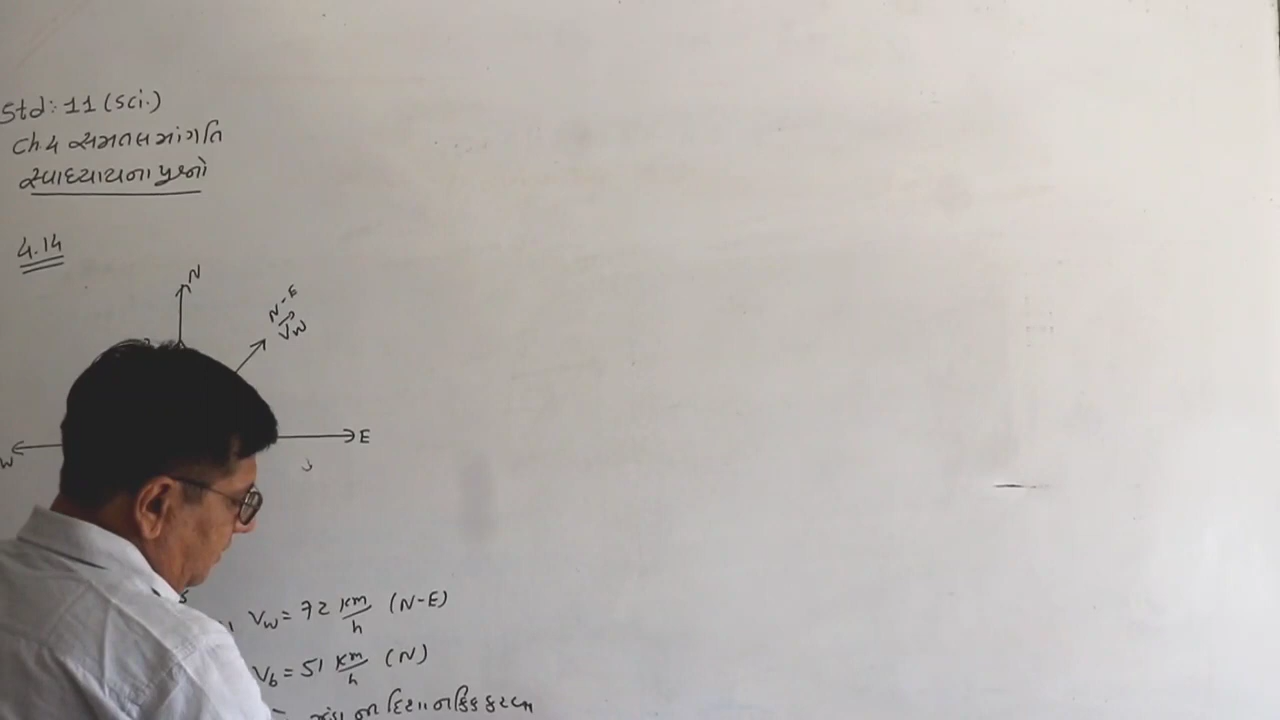 Std: 11 (Sci.)
Ch 4 સમતલમાં ગતિ
સ્વાધ્યાયના પ્રશ્નો
4.14
N
N-E
Vw
E
W
Vw = 72 km/h (N-E)
Vb = 51 km/h (N)